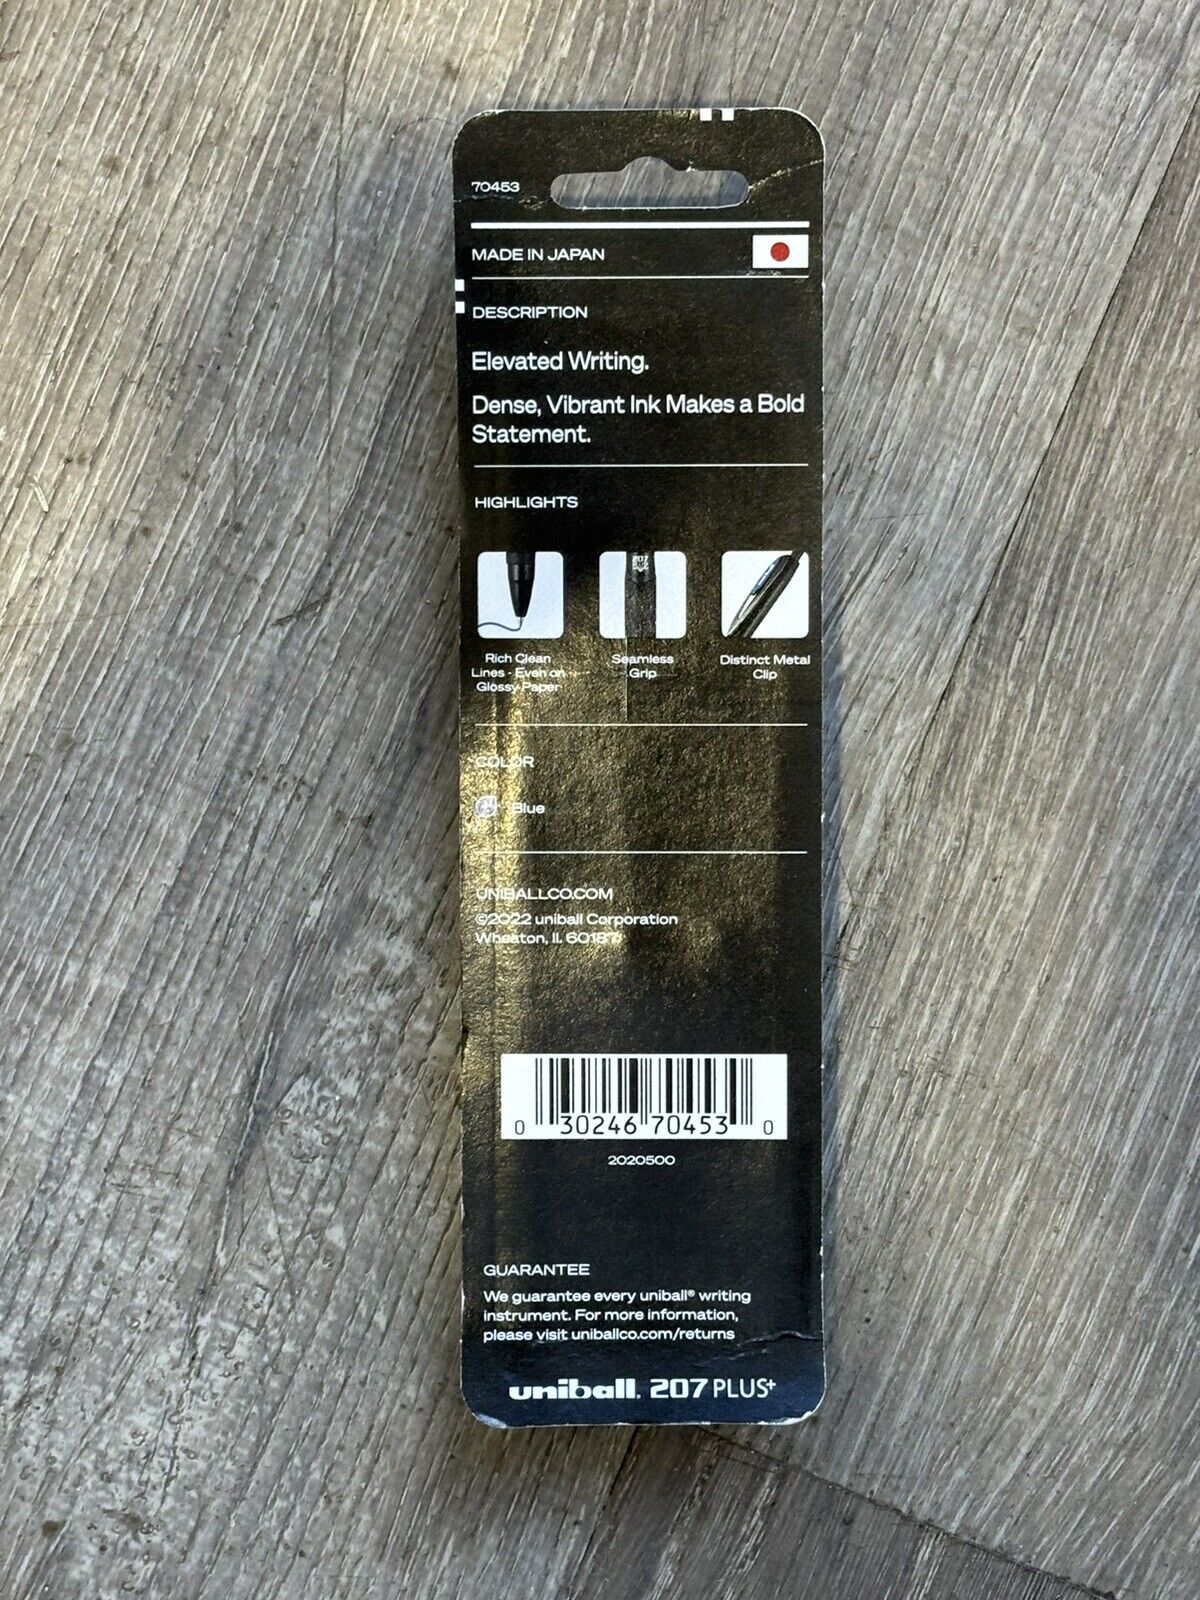 70453
MADE IN JAPAN
DESCRIPTION
Elevated Writing.
Dense, Vibrant Ink Makes a Bold
Statement.
HIGHLIGHTS
207
Rich Clean
Lines - Even on
Glossy Paper
Seamless
Grip
Distinct Metal
Clip
COLOR
Blue
UNIBALLCO.COM
©2022 uniball Corporation
Wheaton, Il. 60187
0 30246 70453 0
2020500
GUARANTEE
We guarantee every uniball® writing
instrument. For more information,
please visit uniballco.com/returns
uniball. 207 PLUS+